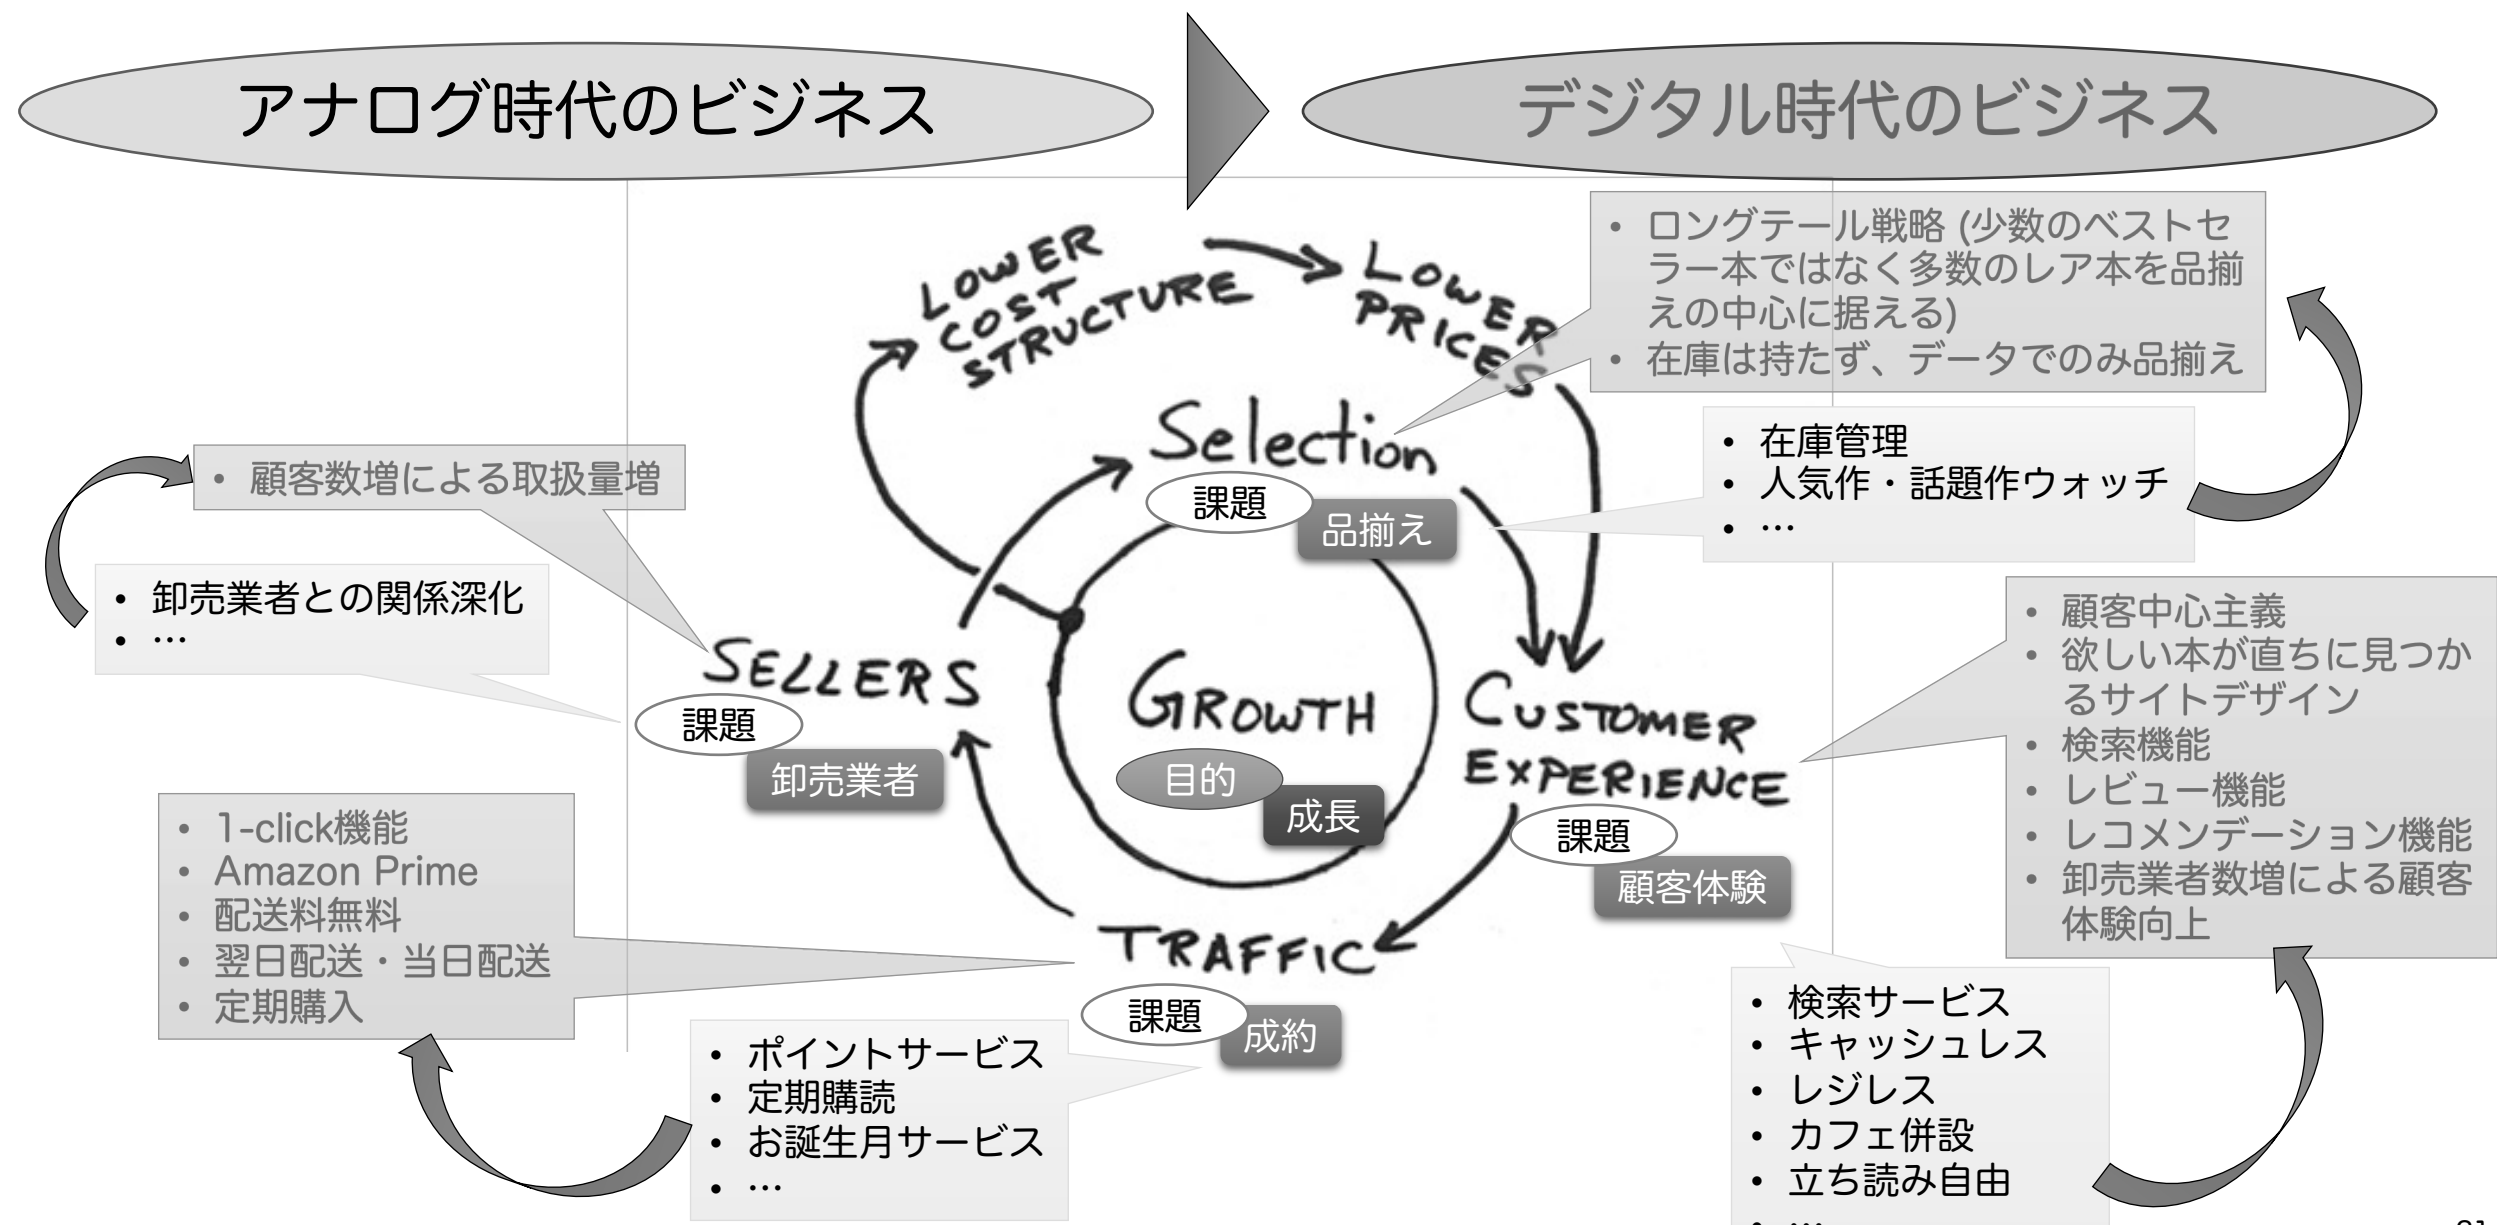 アナログ時代のビジネス
デジタル時代のビジネス
LOWER
COST
STRUCTURE
LOWER
PRICES
• ロングテール戦略 (少数のベストセ
ラー本ではなく多数のレア本を品揃
えの中心に据える)
• 在庫は持たず、データでのみ品揃え
Selection
課題
品揃え
• 在庫管理
• 人気作・話題作ウォッチ
• …
• 顧客数増による取扱量増
• 卸売業者との関係深化
• …
SELLERS
課題
卸売業者
GROWTH
目的
成長
CUSTOMER
EXPERIENCE
課題
顧客体験
• 顧客中心主義
• 欲しい本が直ちに見つか
るサイトデザイン
• 検索機能
• レビュー機能
• レコメンデーション機能
• 卸売業者数増による顧客
体験向上
• 1-click機能
• Amazon Prime
• 配送料無料
• 翌日配送・当日配送
• 定期購入
TRAFFIC
課題
成約
• ポイントサービス
• 定期購読
• お誕生月サービス
• …
• 検索サービス
• キャッシュレス
• レジレス
• カフェ併設
• 立ち読み自由
• …